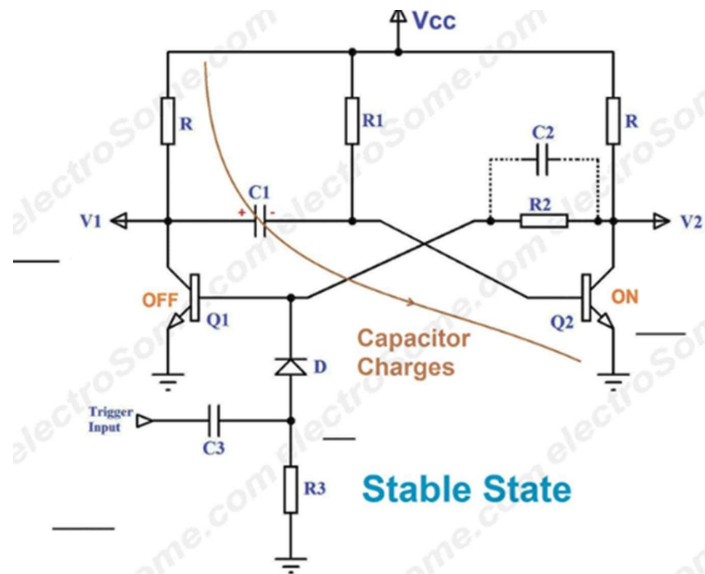 Vcc
R
R1
R
C2
C1
+ -
R2
V1
V2
OFF
Q1
ON
Q2
Capacitor
Charges
D
Trigger
Input
C3
R3
Stable State
electroSome.com